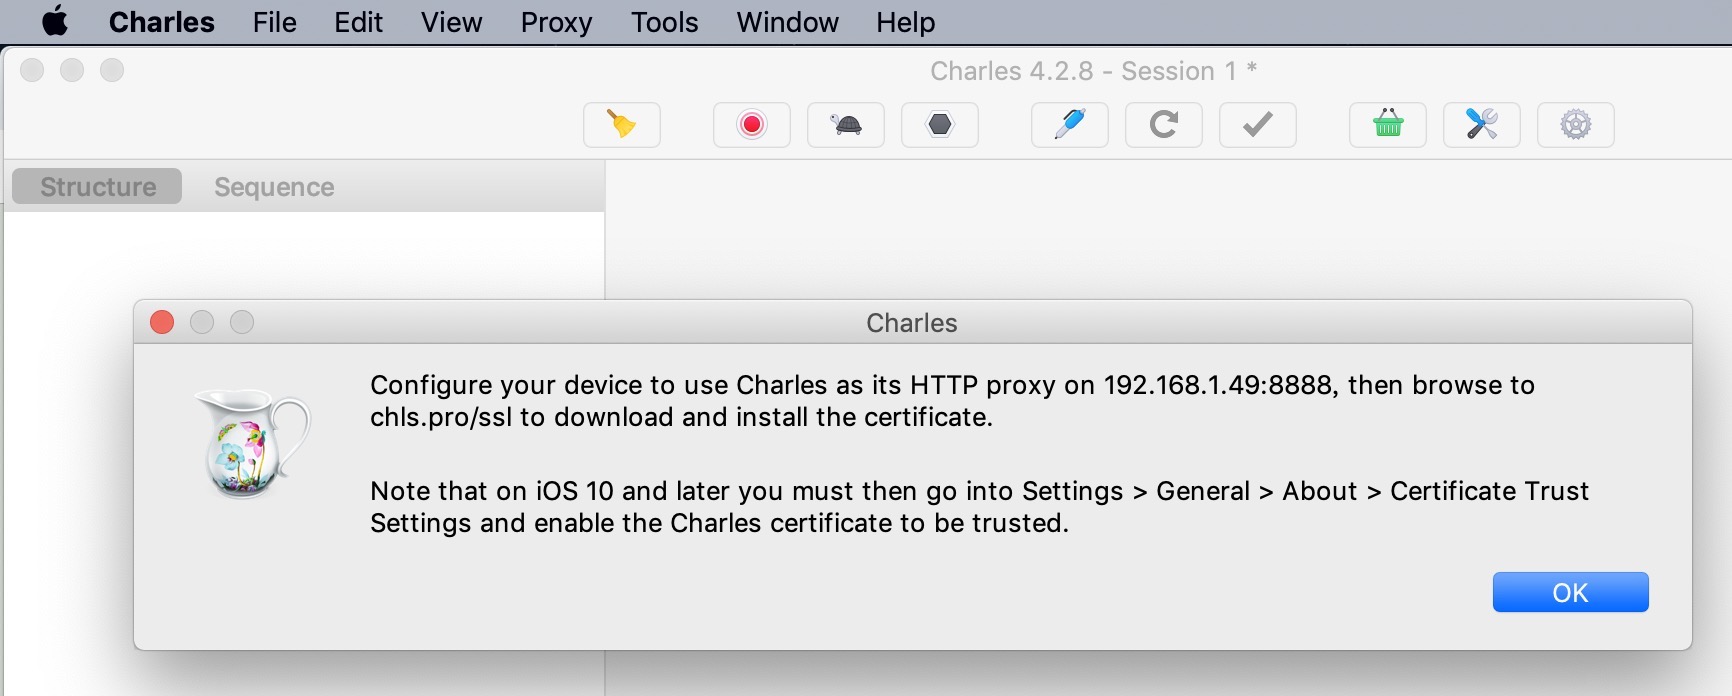 Charles File Edit View Proxy Tools Window Help
Charles 4.2.8 - Session 1 *
Structure Sequence
Charles
Configure your device to use Charles as its HTTP proxy on 192.168.1.49:8888, then browse to
chls.pro/ssl to download and install the certificate.
Note that on iOS 10 and later you must then go into Settings > General > About > Certificate Trust
Settings and enable the Charles certificate to be trusted.
OK